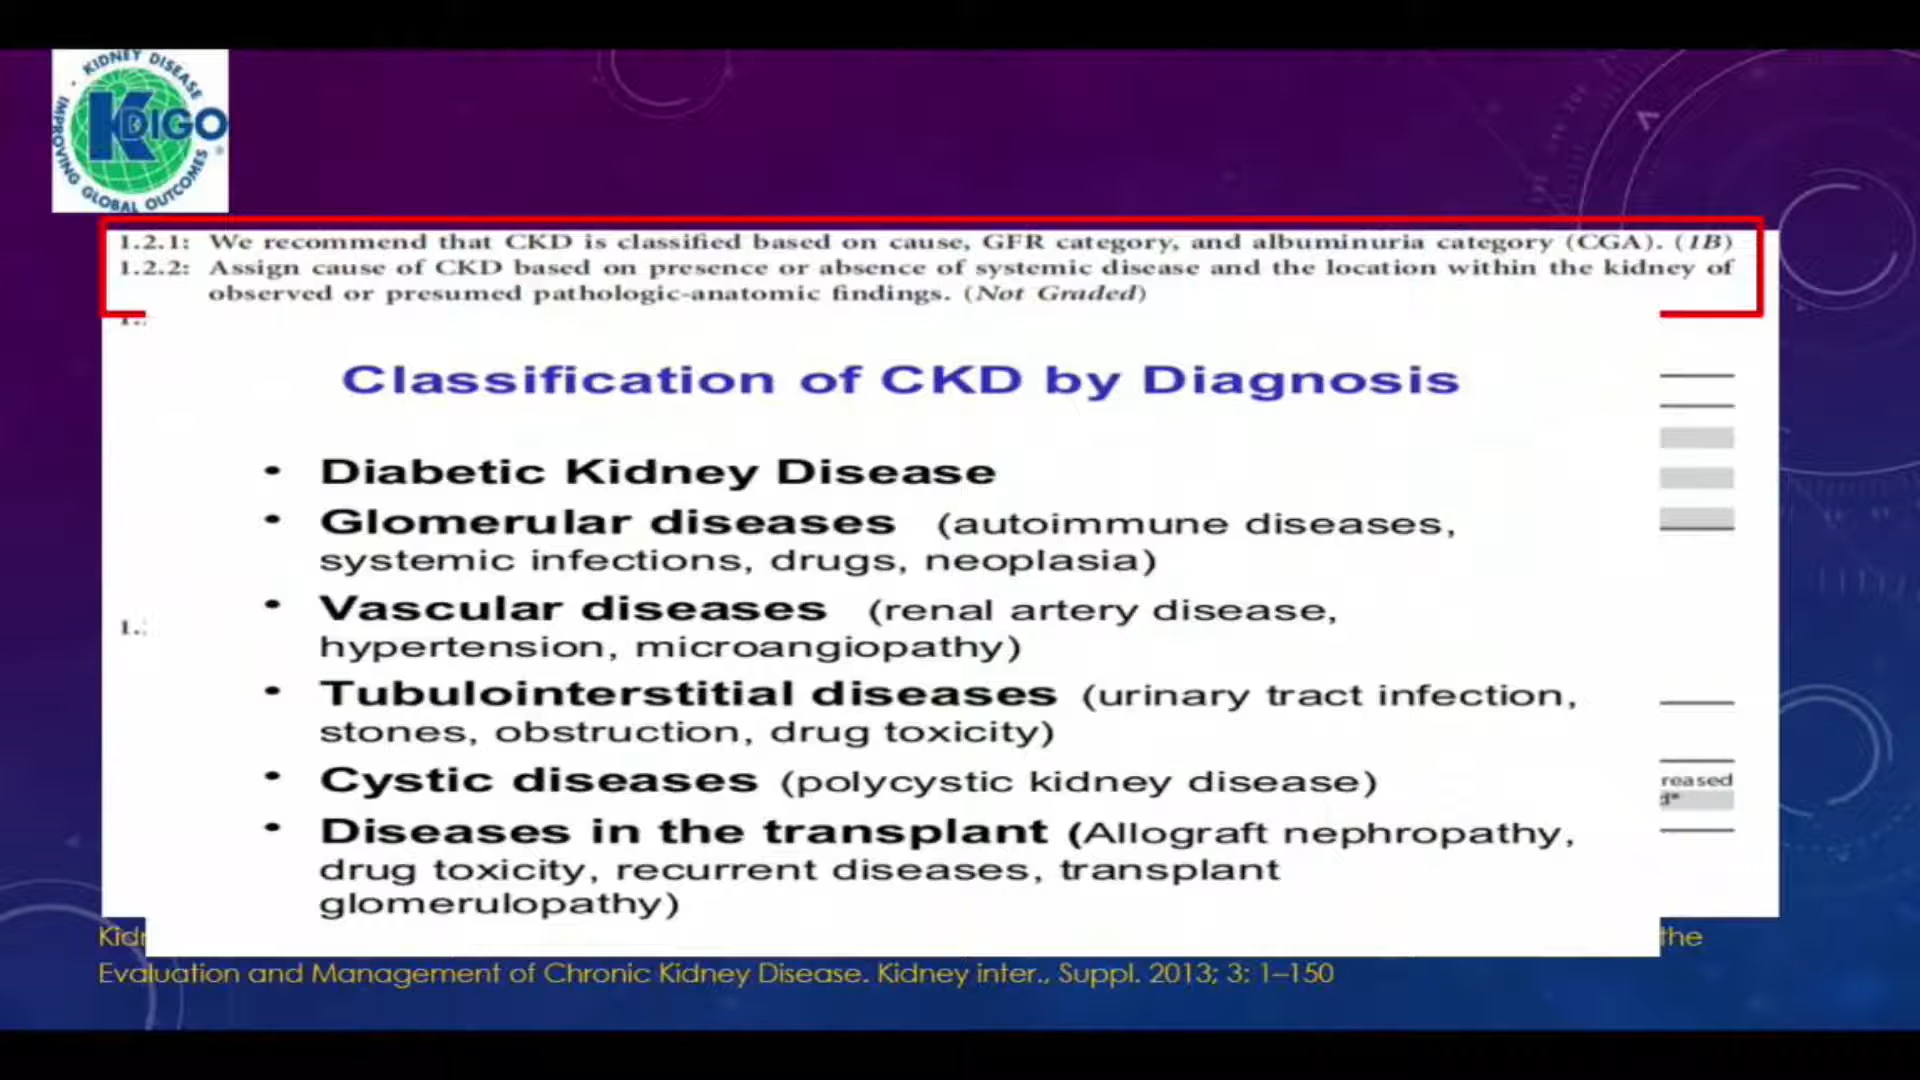 KIDNEY DISEASE
IMPROVING GLOBAL OUTCOMES
KDIGO
1.2.1: We recommend that CKD is classified based on cause, GFR category, and albuminuria category (CGA). (1B)
1.2.2: Assign cause of CKD based on presence or absence of systemic disease and the location within the kidney of
observed or presumed pathologic-anatomic findings. (Not Graded)
Classification of CKD by Diagnosis
• Diabetic Kidney Disease
• Glomerular diseases (autoimmune diseases,
systemic infections, drugs, neoplasia)
• Vascular diseases (renal artery disease,
hypertension, microangiopathy)
• Tubulointerstitial diseases (urinary tract infection,
stones, obstruction, drug toxicity)
• Cystic diseases (polycystic kidney disease)
reased
• Diseases in the transplant (Allograft nephropathy,
drug toxicity, recurrent diseases, transplant
glomerulopathy)
the
Evaluation and Management of Chronic Kidney Disease. Kidney inter., Suppl. 2013; 3: 1–150